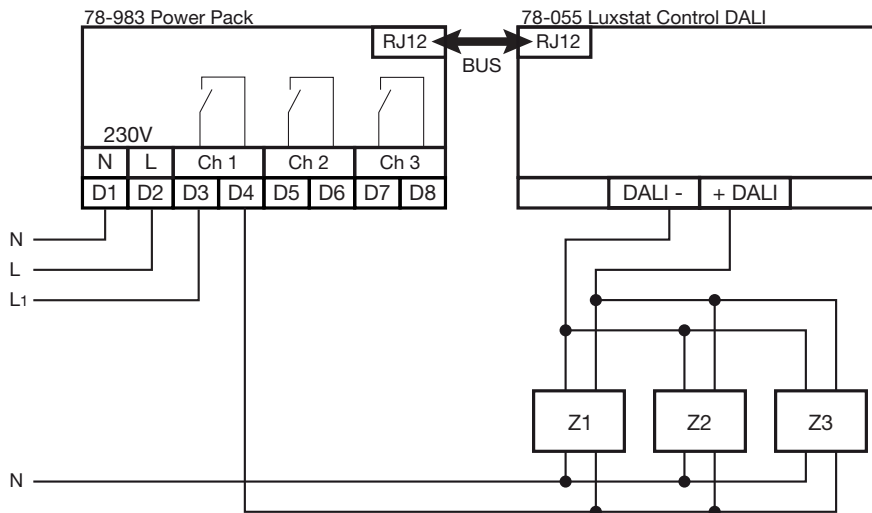 78-983 Power Pack
78-055 Luxstat Control DALI
RJ12
RJ12
BUS
230V
N L Ch 1 Ch 2 Ch 3
D1 D2 D3 D4 D5 D6 D7 D8
DALI - + DALI
N
L
L1
Z1 Z2 Z3
N